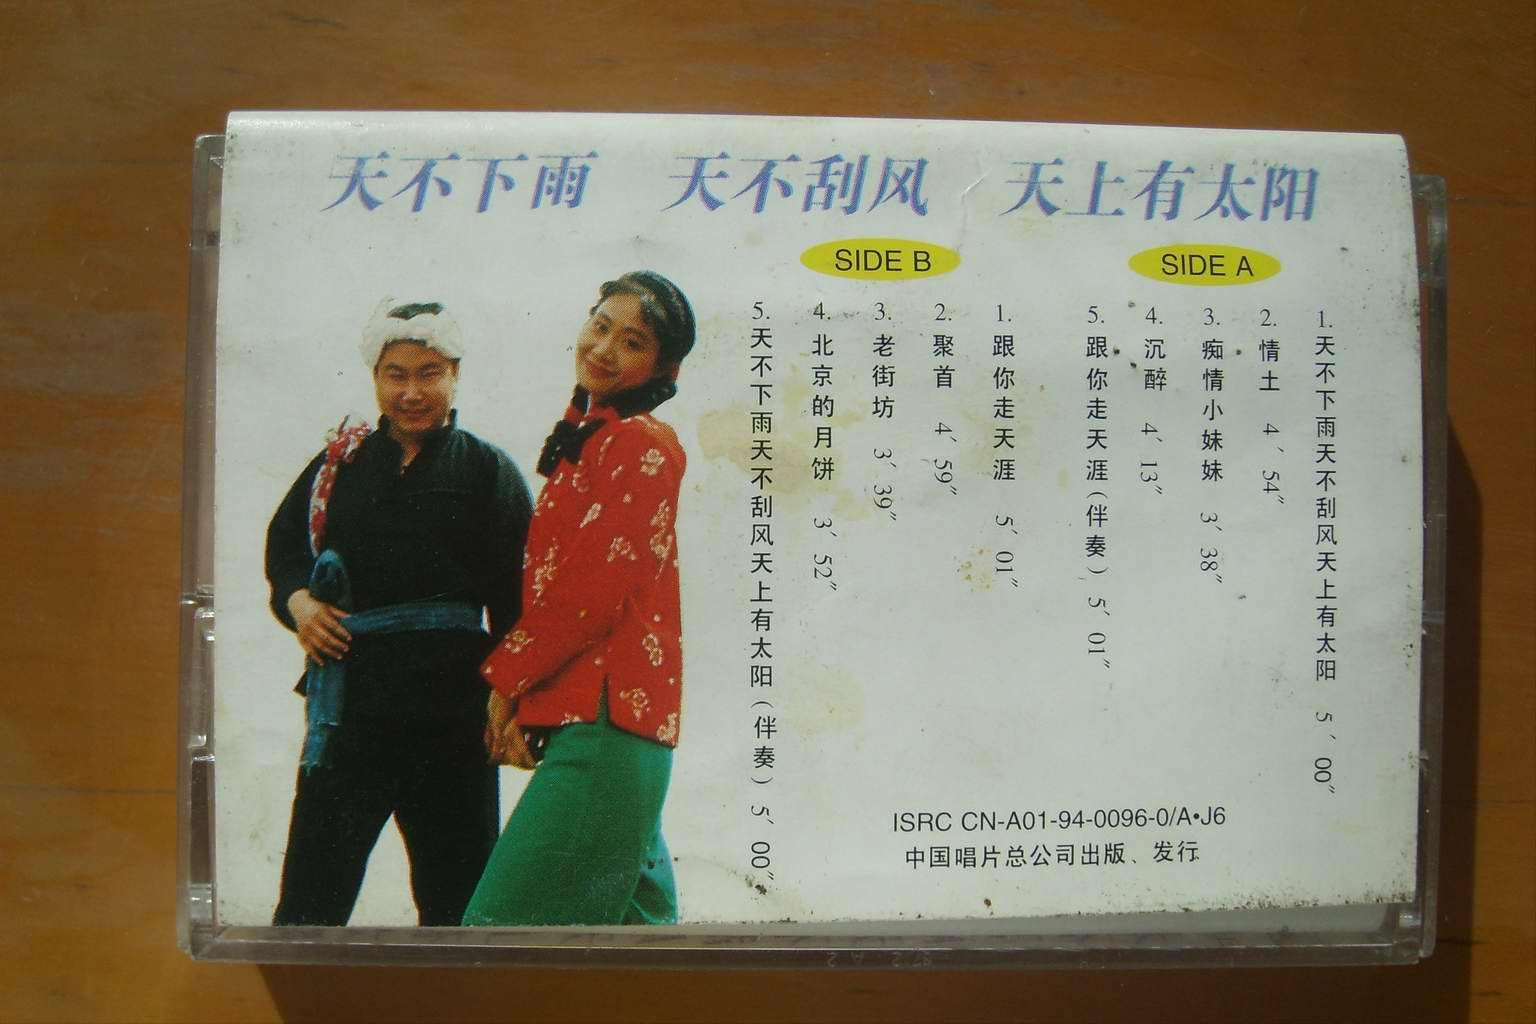 天不下雨 天不刮风 天上有太阳
SIDE A
1.天不下雨天不刮风天上有太阳 5′00″
2.情土 4′54″
3.痴情小妹妹 3′38″
4.沉醉 4′13″
5.跟你走天涯(伴奏) 5′01″
SIDE B
1.跟你走天涯 5′01″
2.聚首 4′59″
3.老街坊 3′39″
4.北京的月饼 3′52″
5.天不下雨天不刮风天上有太阳(伴奏) 5′00″
ISRC CN-A01-94-0096-0/A•J6
中国唱片总公司出版、发行